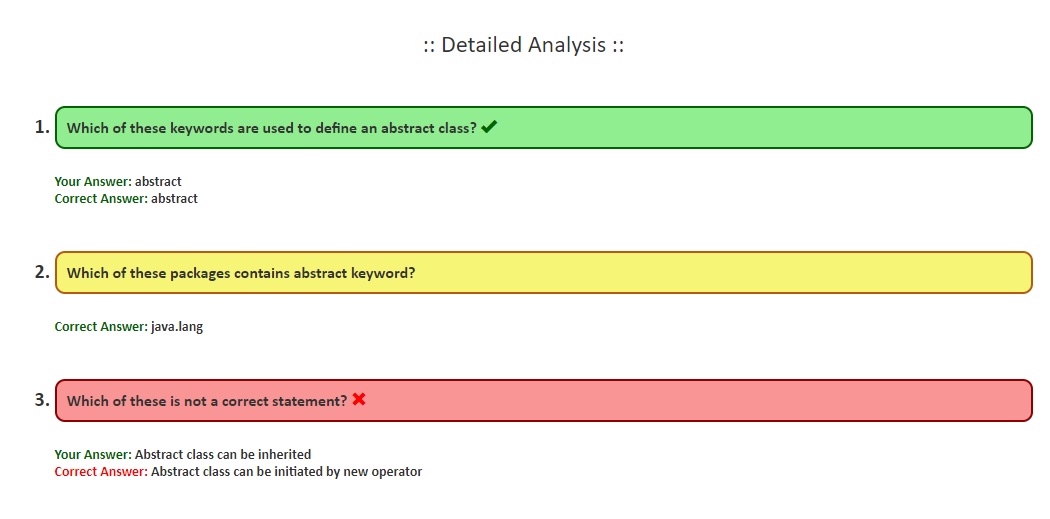 :: Detailed Analysis ::
1. Which of these keywords are used to define an abstract class? ✔
Your Answer: abstract
Correct Answer: abstract
2. Which of these packages contains abstract keyword?
Correct Answer: java.lang
3. Which of these is not a correct statement? ✖
Your Answer: Abstract class can be inherited
Correct Answer: Abstract class can be initiated by new operator